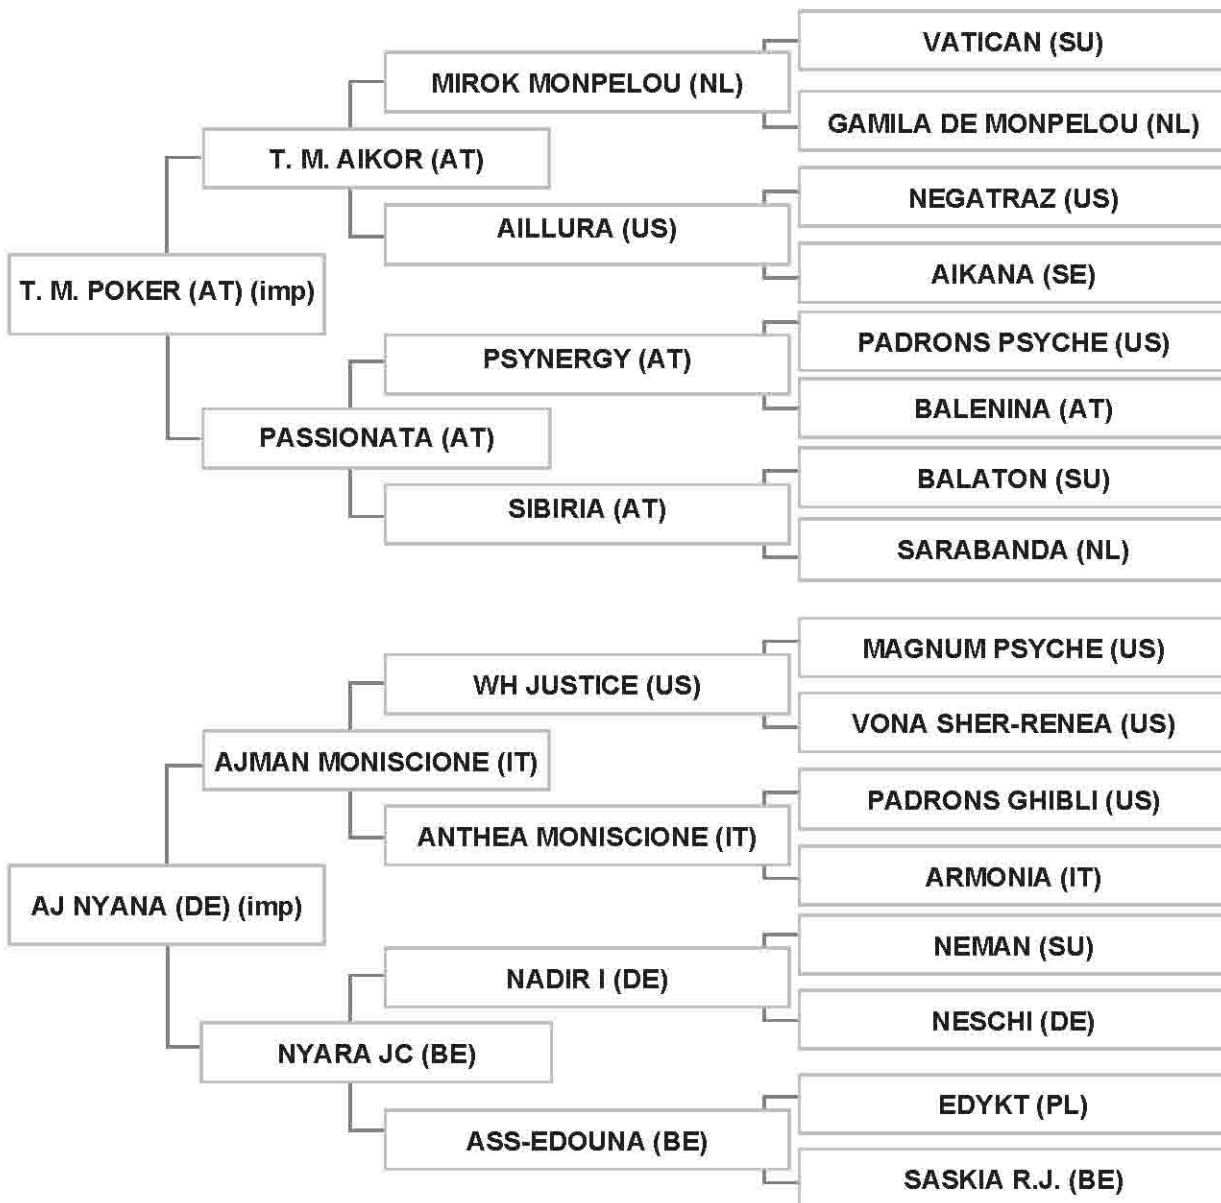 VATICAN (SU)
MIROK MONPELOU (NL)
GAMILA DE MONPELOU (NL)
T. M. AIKOR (AT)
NEGATRAZ (US)
AILLURA (US)
AIKANA (SE)
T. M. POKER (AT) (imp)
PADRONS PSYCHE (US)
PSYNERGY (AT)
BALENINA (AT)
PASSIONATA (AT)
BALATON (SU)
SIBIRIA (AT)
SARABANDA (NL)
MAGNUM PSYCHE (US)
WH JUSTICE (US)
VONA SHER-RENEA (US)
AJMAN MONISCIONE (IT)
PADRONS GHIBLI (US)
ANTHEA MONISCIONE (IT)
ARMONIA (IT)
AJ NYANA (DE) (imp)
NEMAN (SU)
NADIR I (DE)
NESCHI (DE)
NYARA JC (BE)
EDYKT (PL)
ASS-EDOUNA (BE)
SASKIA R.J. (BE)